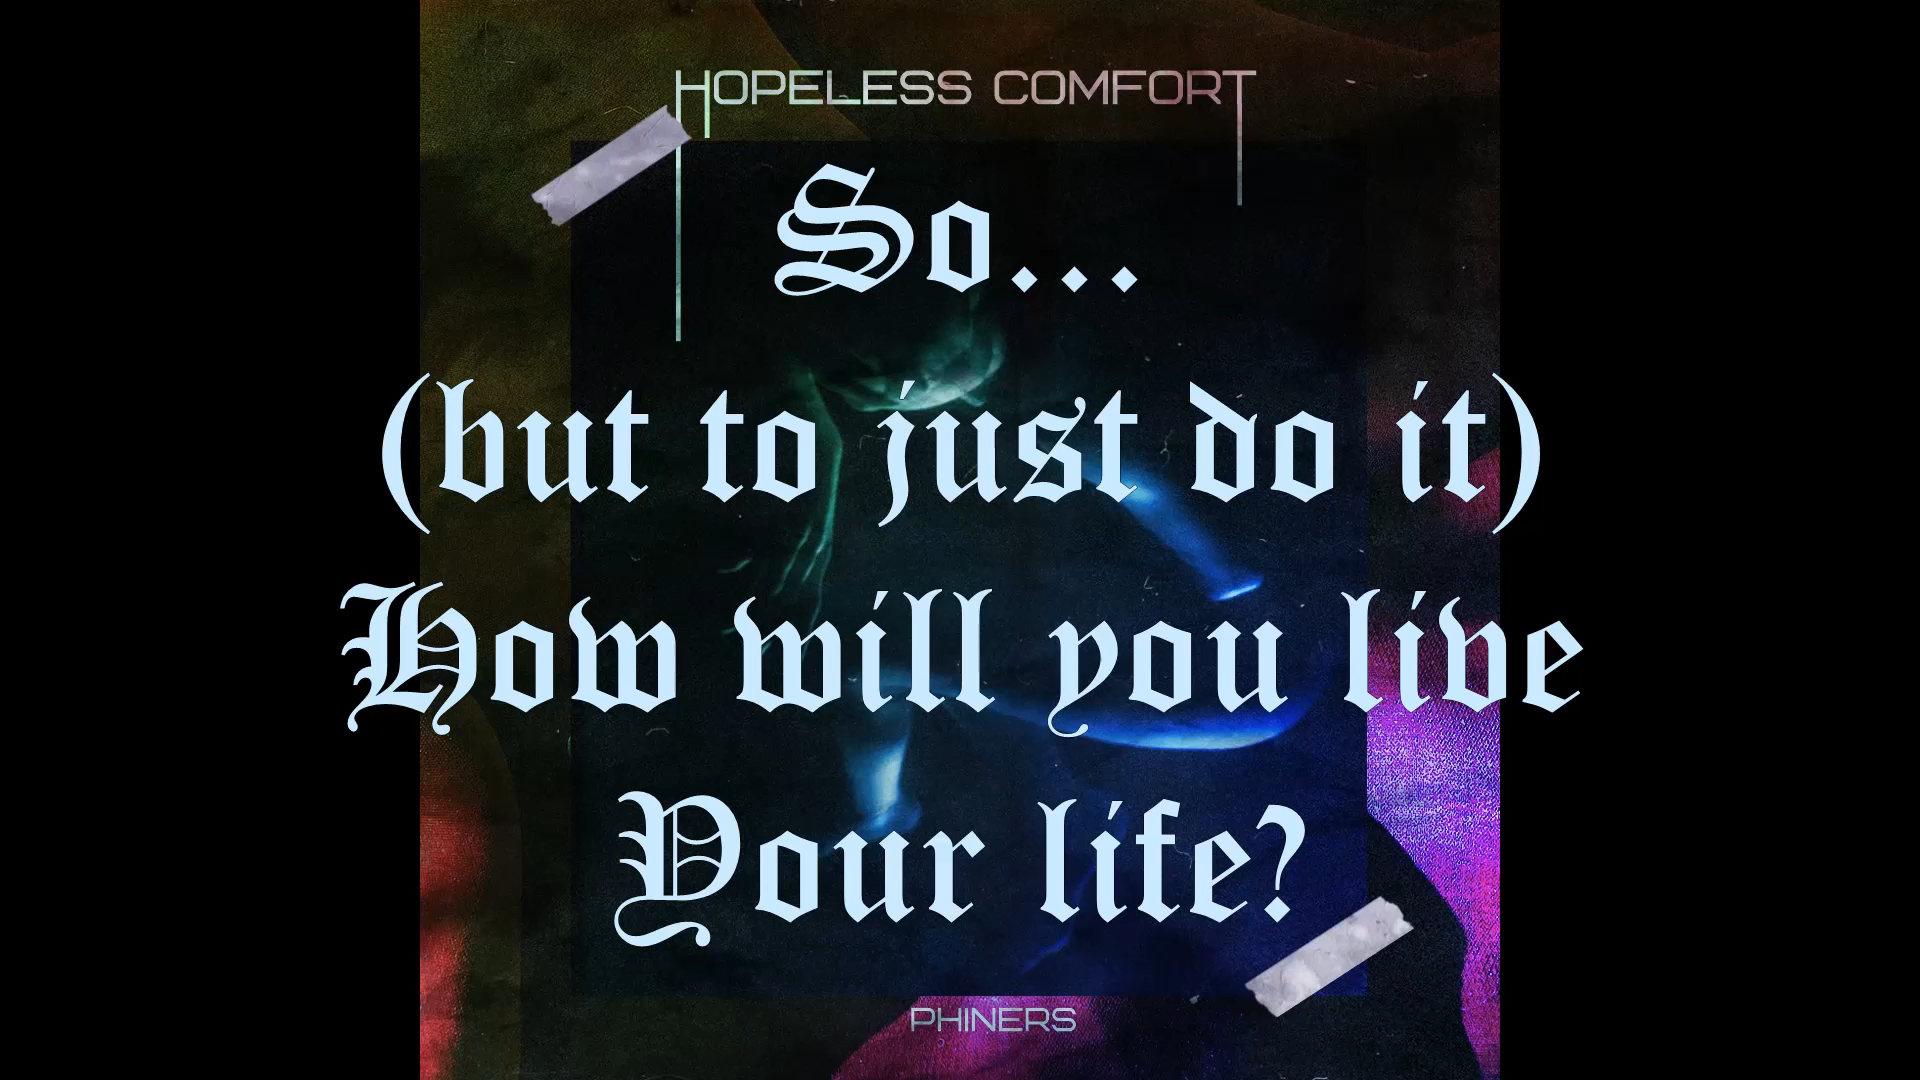 HOPELESS COMFORT
So...
(but to just do it)
How will you live
Your life?
PHINERS